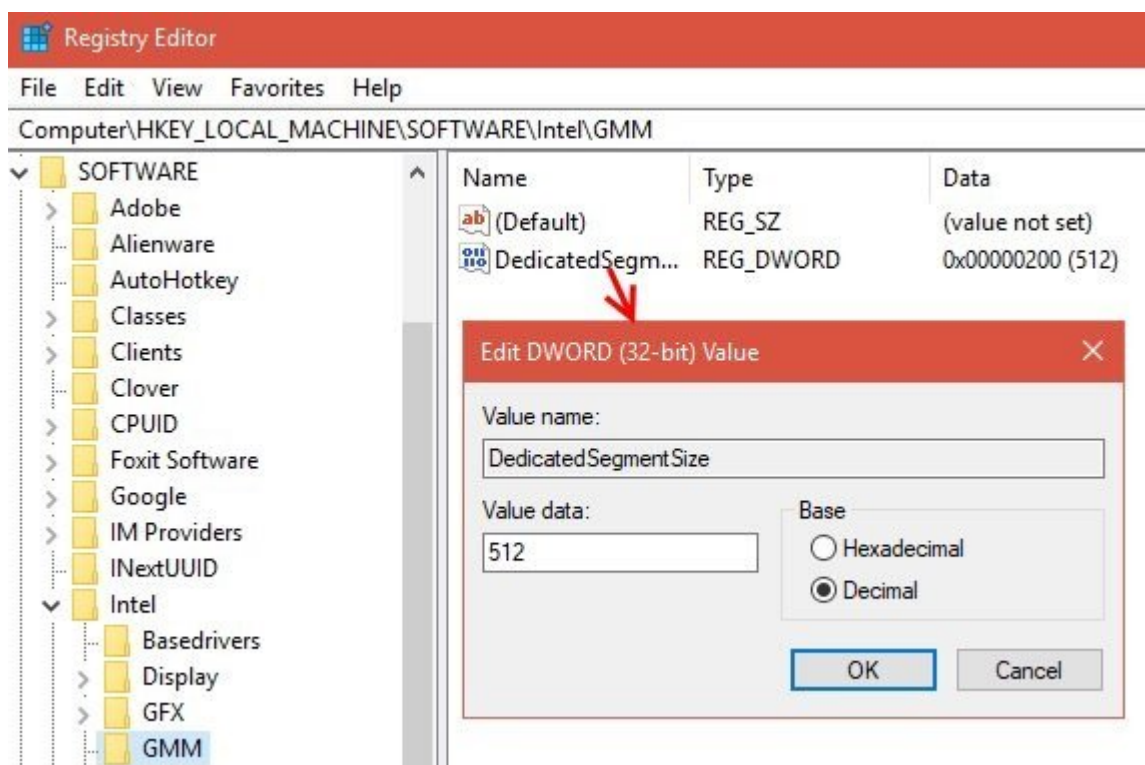 Registry Editor
File Edit View Favorites Help
Computer\HKEY_LOCAL_MACHINE\SOFTWARE\Intel\GMM
SOFTWARE
Adobe
Alienware
AutoHotkey
Classes
Clients
Clover
CPUID
Foxit Software
Google
IM Providers
INextUUID
Intel
Basedrivers
Display
GFX
GMM
Name Type Data
ab (Default) REG_SZ (value not set)
DedicatedSegm... REG_DWORD 0x00000200 (512)
Edit DWORD (32-bit) Value
Value name:
DedicatedSegmentSize
Value data:
512
Base
Hexadecimal
Decimal
OK Cancel